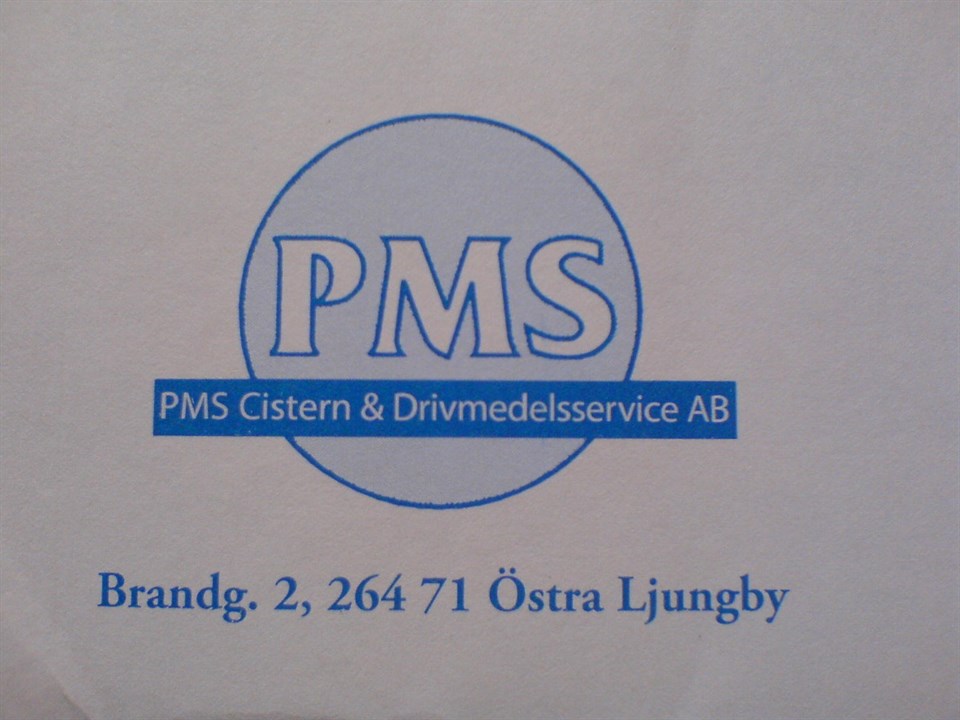 PMS
PMS Cistern & Drivmedelsservice AB
Brandg. 2, 264 71 Östra Ljungby